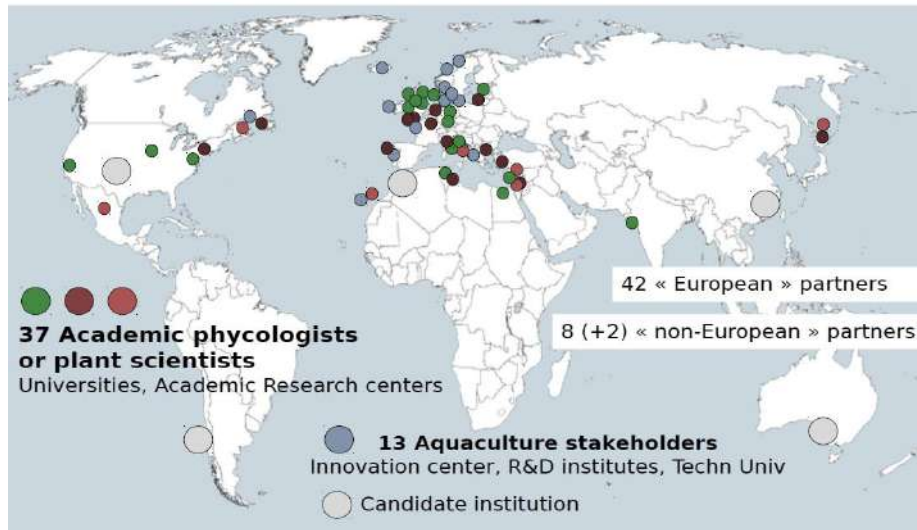 42 « European » partners
8 (+2) « non-European » partners
37 Academic phycologists
or plant scientists
Universities, Academic Research centers
13 Aquaculture stakeholders
Innovation center, R&D institutes, Techn Univ
Candidate institution